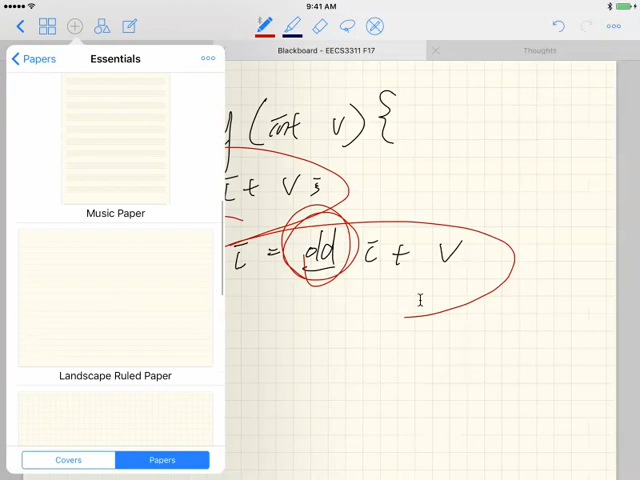 9:41 AM
Blackboard - EECS3311 F17
Thoughts
Papers
Essentials
Music Paper
Landscape Ruled Paper
Covers
Papers
(int v) {
i + v ;
i = old i + v